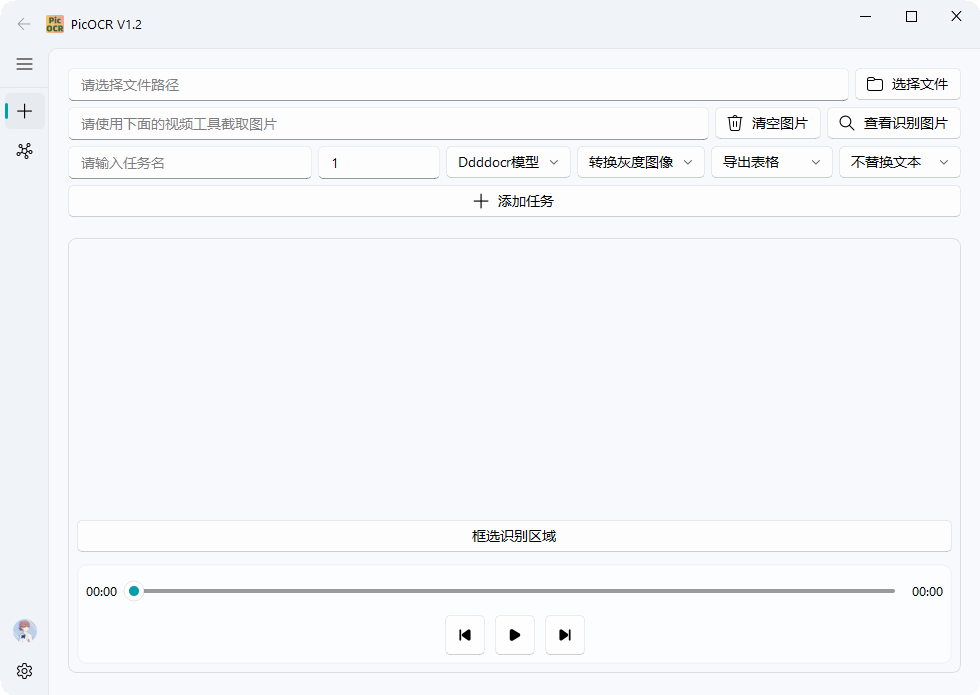 Pic
OCR
PicOCR V1.2
请选择文件路径
选择文件
请使用下面的视频工具截取图片
清空图片
查看识别图片
请输入任务名
1
Ddddocr模型
转换灰度图像
导出表格
不替换文本
添加任务
框选识别区域
00:00
00:00